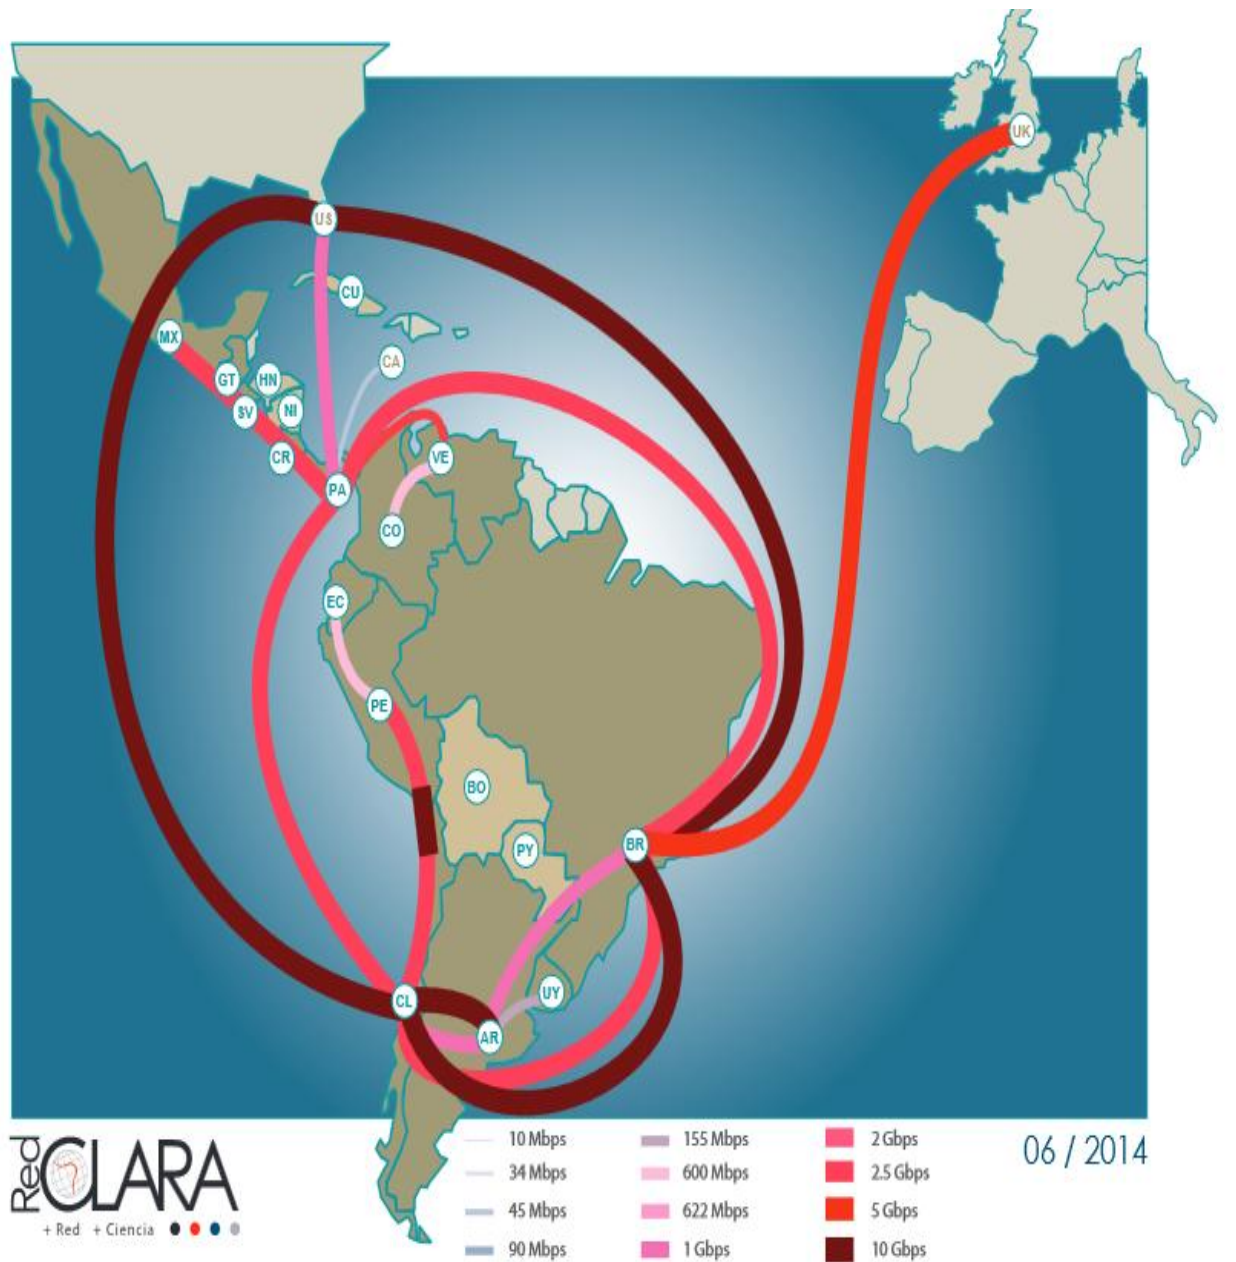 UK
US
CU
MX
CA
GT
HN
SV
NI
CR
VE
PA
CO
EC
PE
BO
PY
BR
UY
CL
AR
10 Mbps
155 Mbps
2 Gbps
34 Mbps
600 Mbps
2.5 Gbps
45 Mbps
622 Mbps
5 Gbps
90 Mbps
1 Gbps
10 Gbps
06 / 2014
Red
CLARA
+ Red + Ciencia